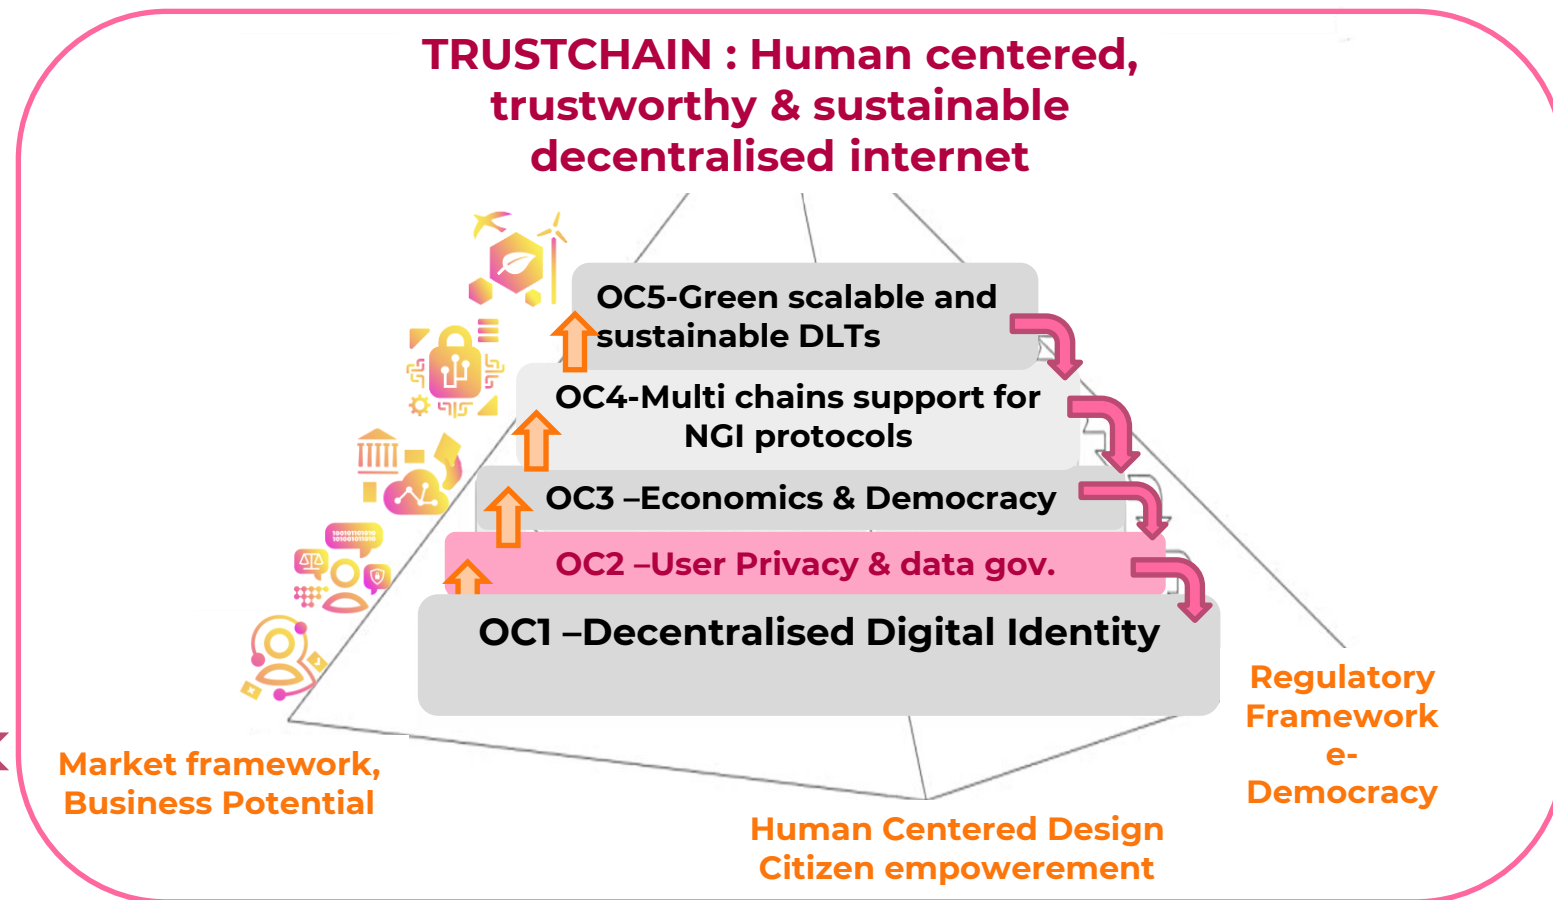 TRUSTCHAIN : Human centered,
trustworthy & sustainable
decentralised internet
OC5-Green scalable and
sustainable DLTs
OC4-Multi chains support for
NGI protocols
OC3 –Economics & Democracy
100101101010
101001011010
OC2 –User Privacy & data gov.
OC1 –Decentralised Digital Identity
Regulatory
Framework
e-
Democracy
Market framework,
Business Potential
Human Centered Design
Citizen empowerement